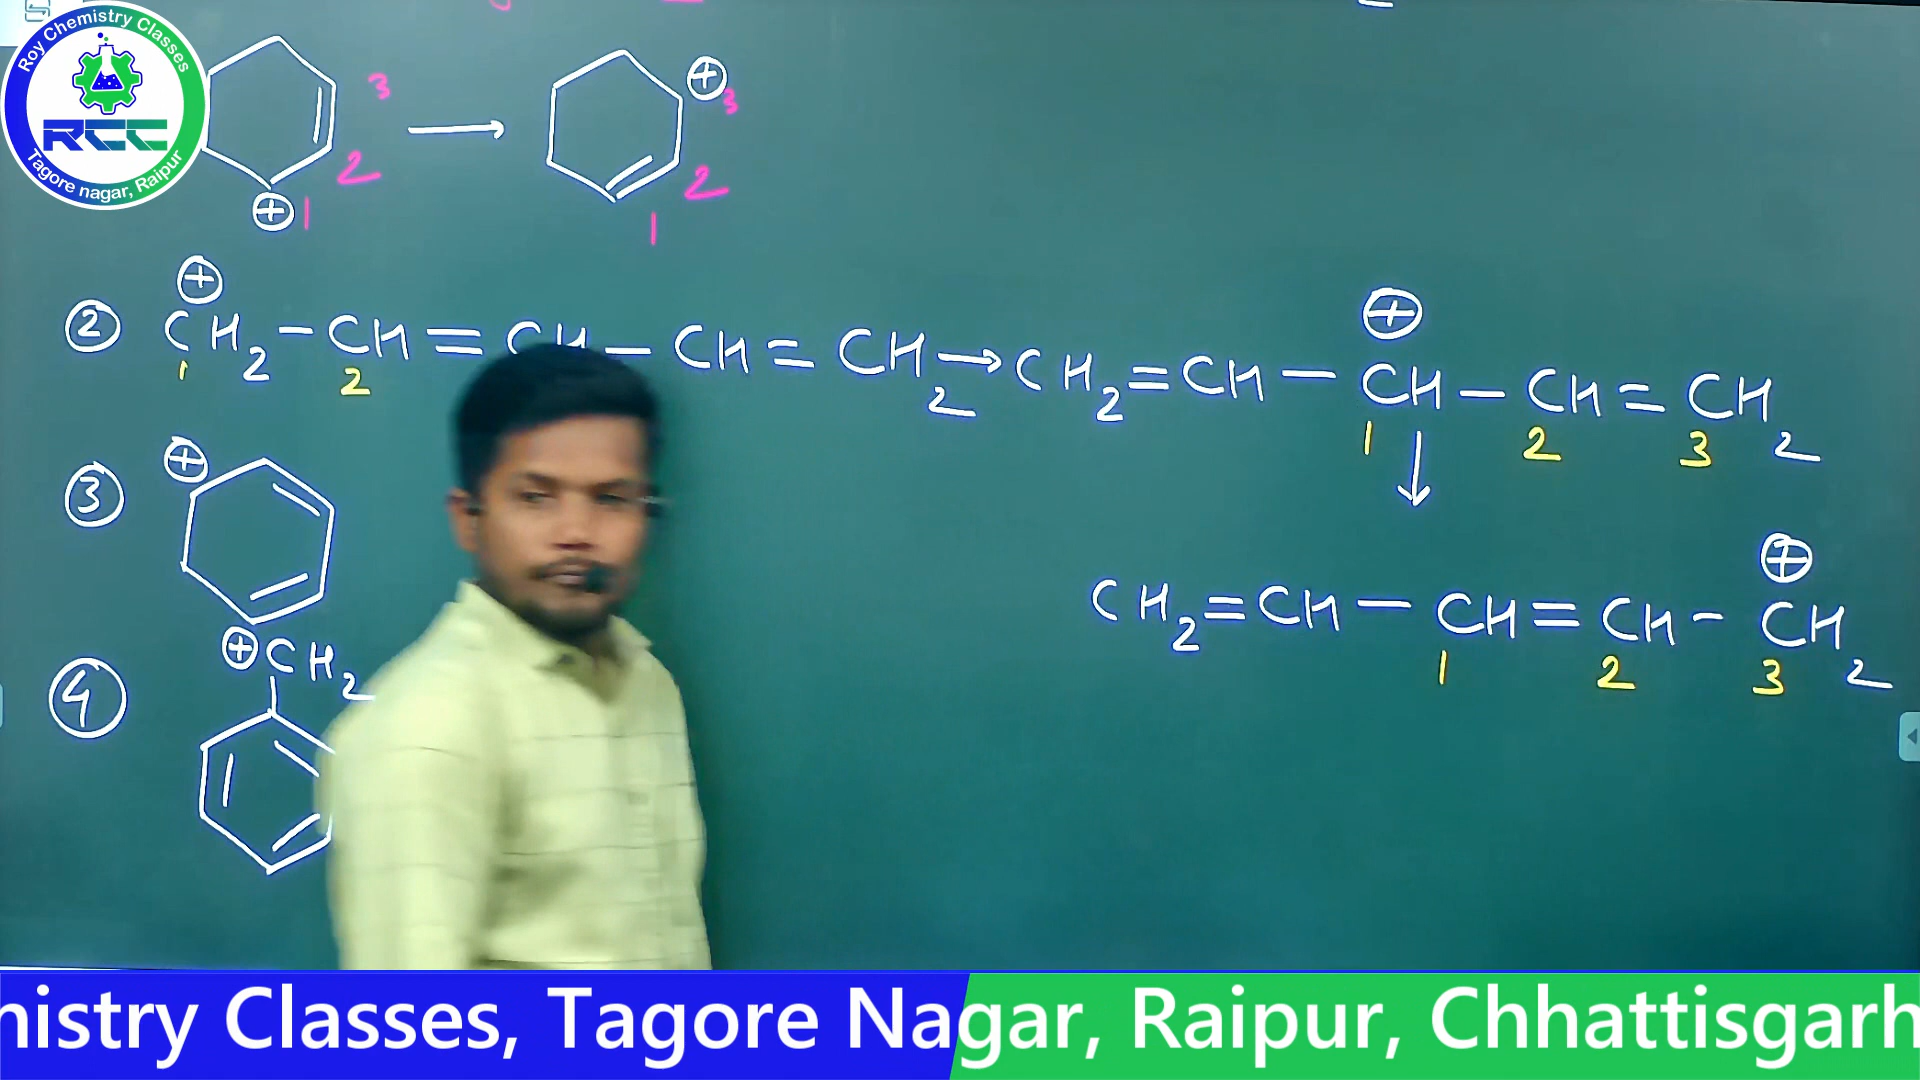 Roy Chemistry Classes
RCC
Tagore nagar, Raipur
3
2
⊕ 1
⊕
3
2
1
② ⊕
CH2 - CH = CH - CH = CH2 → CH2 = CH - CH - CH = CH2
1 2
⊕
1 2 3
↓
③ ⊕
CH2 = CH - CH = CH - CH2
⊕
1 2 3
④ ⊕ CH2
mistry Classes, Tagore Nagar, Raipur, Chhattisgarh